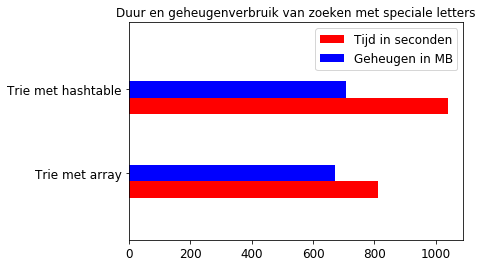 Duur en geheugenverbruik van zoeken met speciale letters
Tijd in seconden
Geheugen in MB
Trie met hashtable
Trie met array
0 200 400 600 800 1000